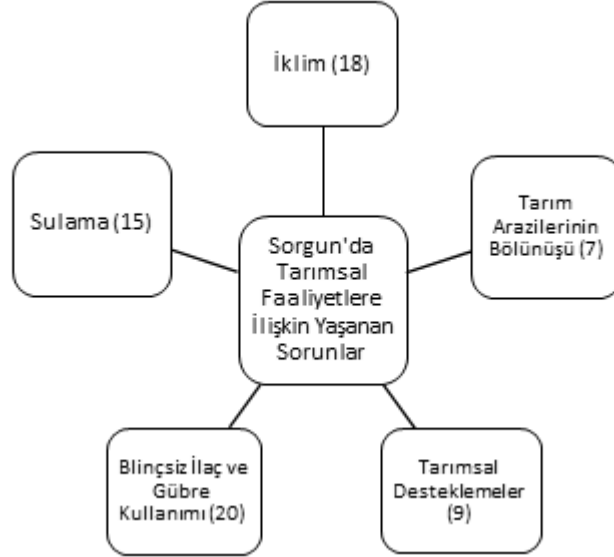 İklim (18)
Sulama (15)
Tarım
Arazilerinin
Bölünüşü (7)
Sorgun'da
Tarımsal
Faaliyetlere
İlişkin Yaşanan
Sorunlar
Blinçsiz İlaç ve
Gübre
Kullanımı (20)
Tarımsal
Desteklemeler
(9)